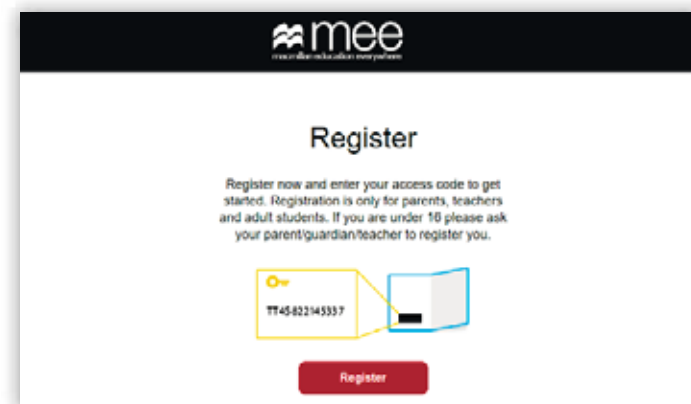 mee
macmillan education everywhere
Register
Register now and enter your access code to get
started. Registration is only for parents, teachers
and adult students. If you are under 16 please ask
your parent/guardian/teacher to register you.
TT45822145337
Register